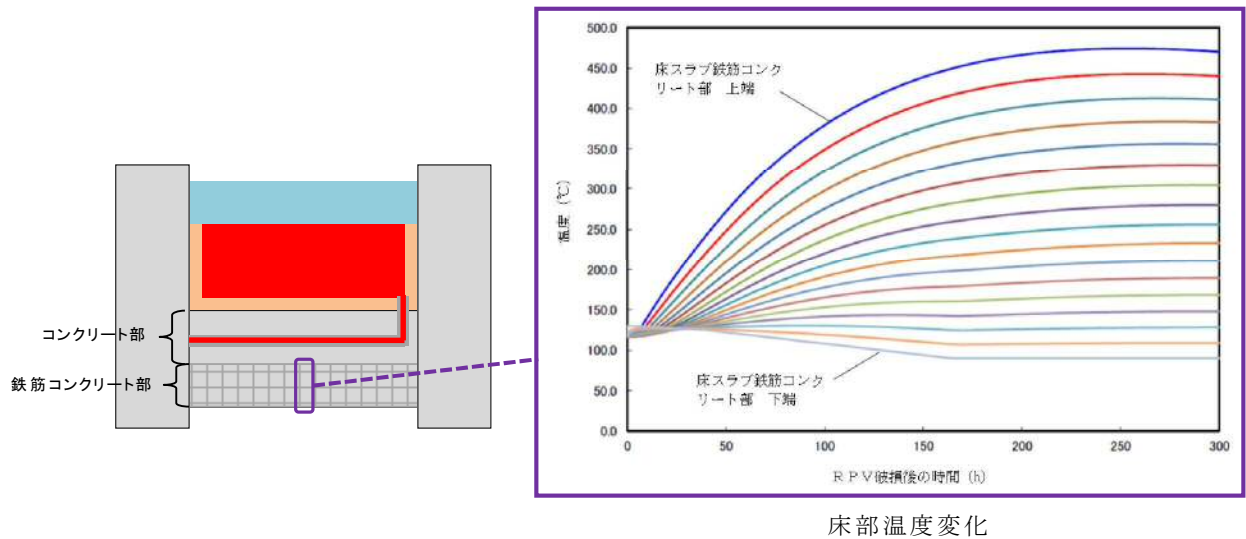 コンクリート部
鉄筋コンクリート部
500.0
450.0
400.0
350.0
300.0
250.0
200.0
150.0
100.0
50.0
0.0
温度 (℃)
床スラブ鉄筋コンク
リート部 上端
床スラブ鉄筋コンク
リート部 下端
0
50
100
150
200
250
300
RPV破損後の時間 (h)
床部温度変化